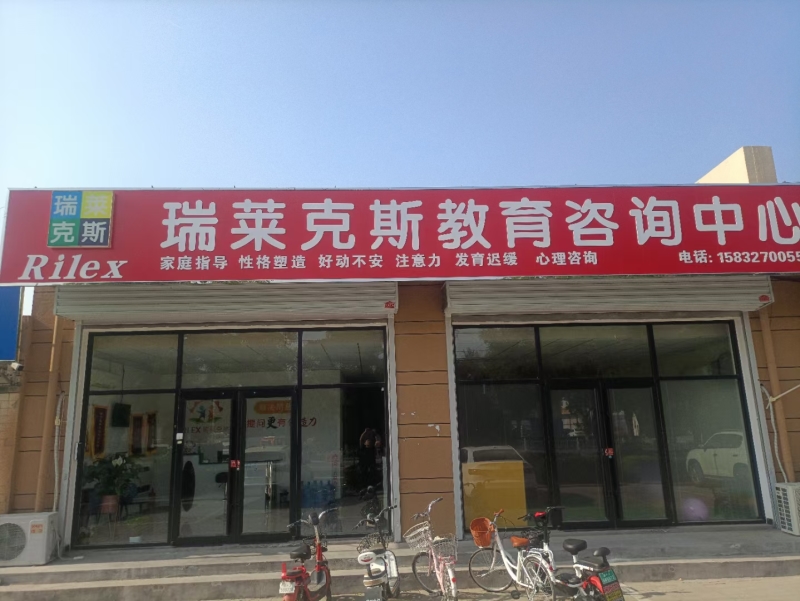 瑞莱
克斯
Rilex
瑞莱克斯教育咨询中心
家庭指导 性格塑造 好动不安 注意力 发育迟缓 心理咨询
电话: 1583270055